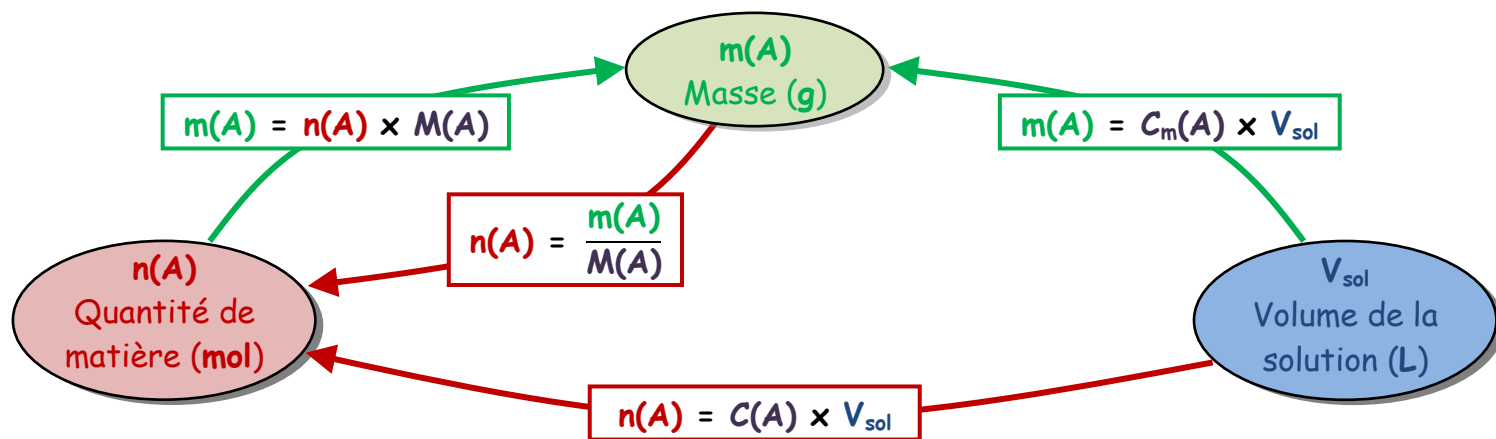 m(A)
Masse (g)
m(A) = n(A) × M(A)
m(A) = Cₘ(A) × Vsol
n(A) = m(A)/M(A)
n(A)
Quantité de
matière (mol)
Vsol
Volume de la
solution (L)
n(A) = C(A) × Vsol